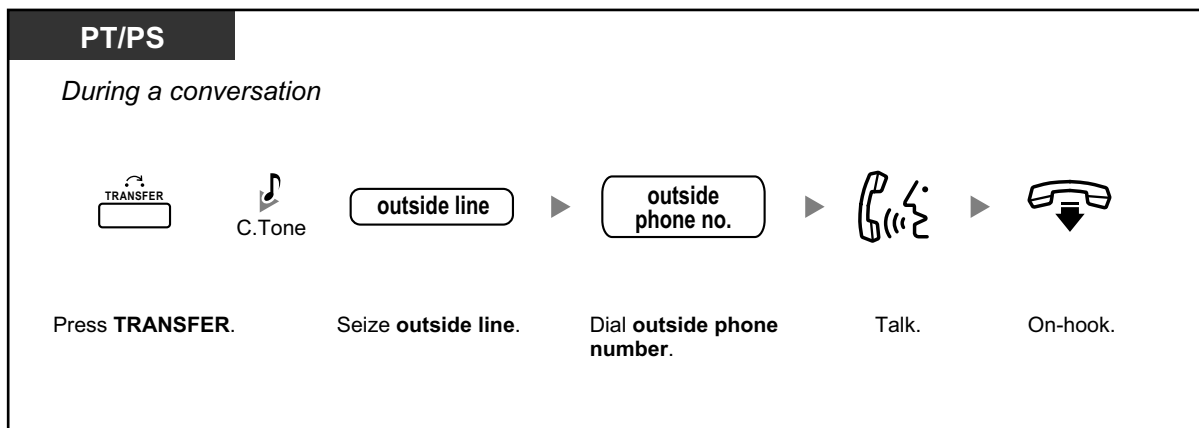 PT/PS
During a conversation
TRANSFER
C.Tone
outside line
outside
phone no.
Press TRANSFER.
Seize outside line.
Dial outside phone
number.
Talk.
On-hook.